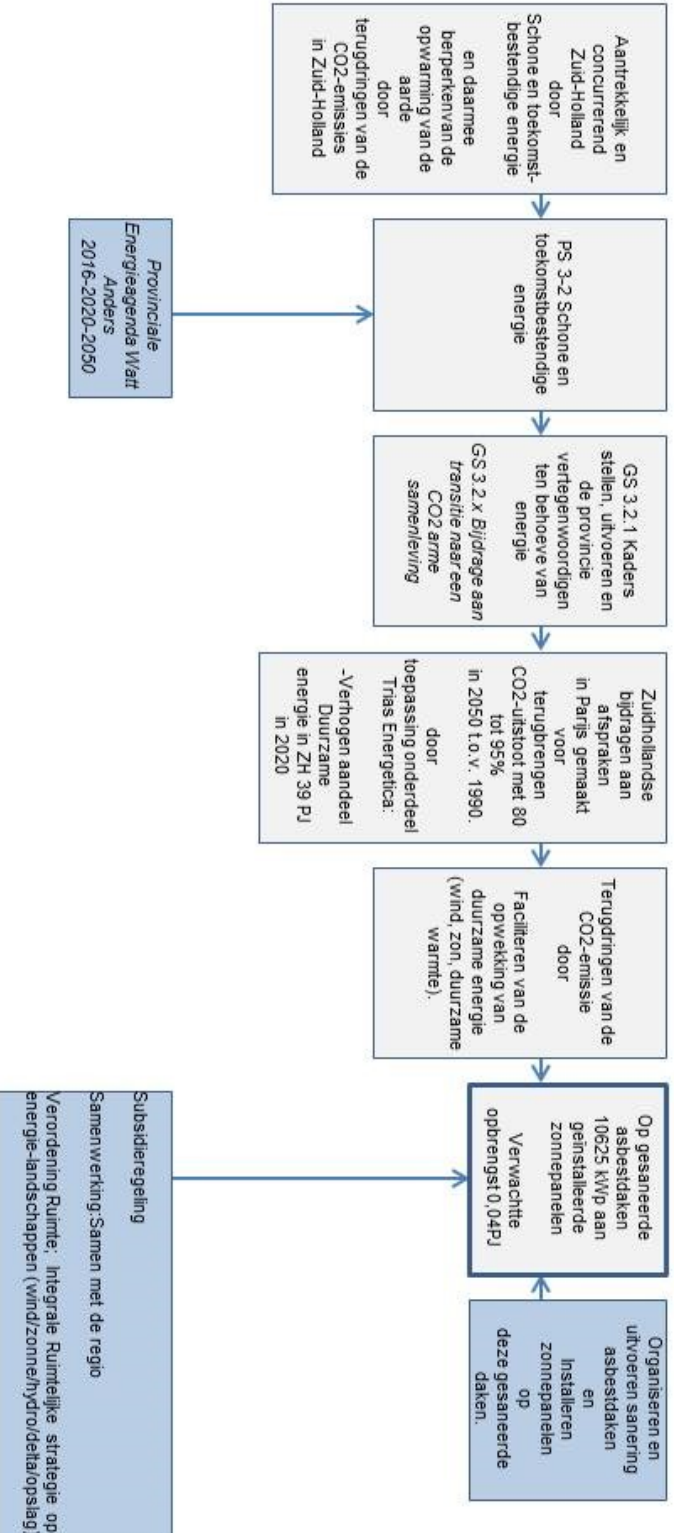 Aantrekkelijk en
concurrerend
Zuid-Holland
door
Schone en toekomst-
bestendige energie
en daarmee
berperkenvan de
opwarming van de
aarde
door
terugdringen van de
CO2-emissies
in Zuid-Holland
PS 3-2 Schone en
toekomstbestendige
energie
Provinciale
Energieagenda Watt
Anders
2016-2020-2050
GS 3.2.1 Kaders
stellen, uitvoeren en
de provincie
vertegenwoordigen
ten behoeve van
energie
GS 3.2.x Bijdrage aan
transitie naar een
CO2 arme
samenleving
Zuidhollandse
bijdragen aan
afspraken
in Parijs gemaakt
voor
terugbrengen
CO2-uitstoot met 80
tot 95%
in 2050 t.o.v. 1990.
door
toepassing onderdeel
Trias Energetica:
-Verhogen aandeel
Duurzame
energie in ZH 39 PJ
in 2020
Terugdringen van de
CO2-emissie
door
Faciliteren van de
opwekking van
duurzame energie
(wind, zon, duurzame
warmte).
Op gesaneerde
asbestdaken
10625 kWp aan
geïnstalleerde
zonnepanelen
Verwachtte
opbrengst 0,04PJ
Organiseren en
uitvoeren sanering
asbestdaken
en
Installeren
zonnepanelen
op
deze gesaneerde
daken.
Subsidieregeling
Samenwerking:Samen met de regio
Verordening Ruimte; Integrale Ruimtelijke strategie op
energie-landschappen (wind/zonne/hydro/delta/opslag)